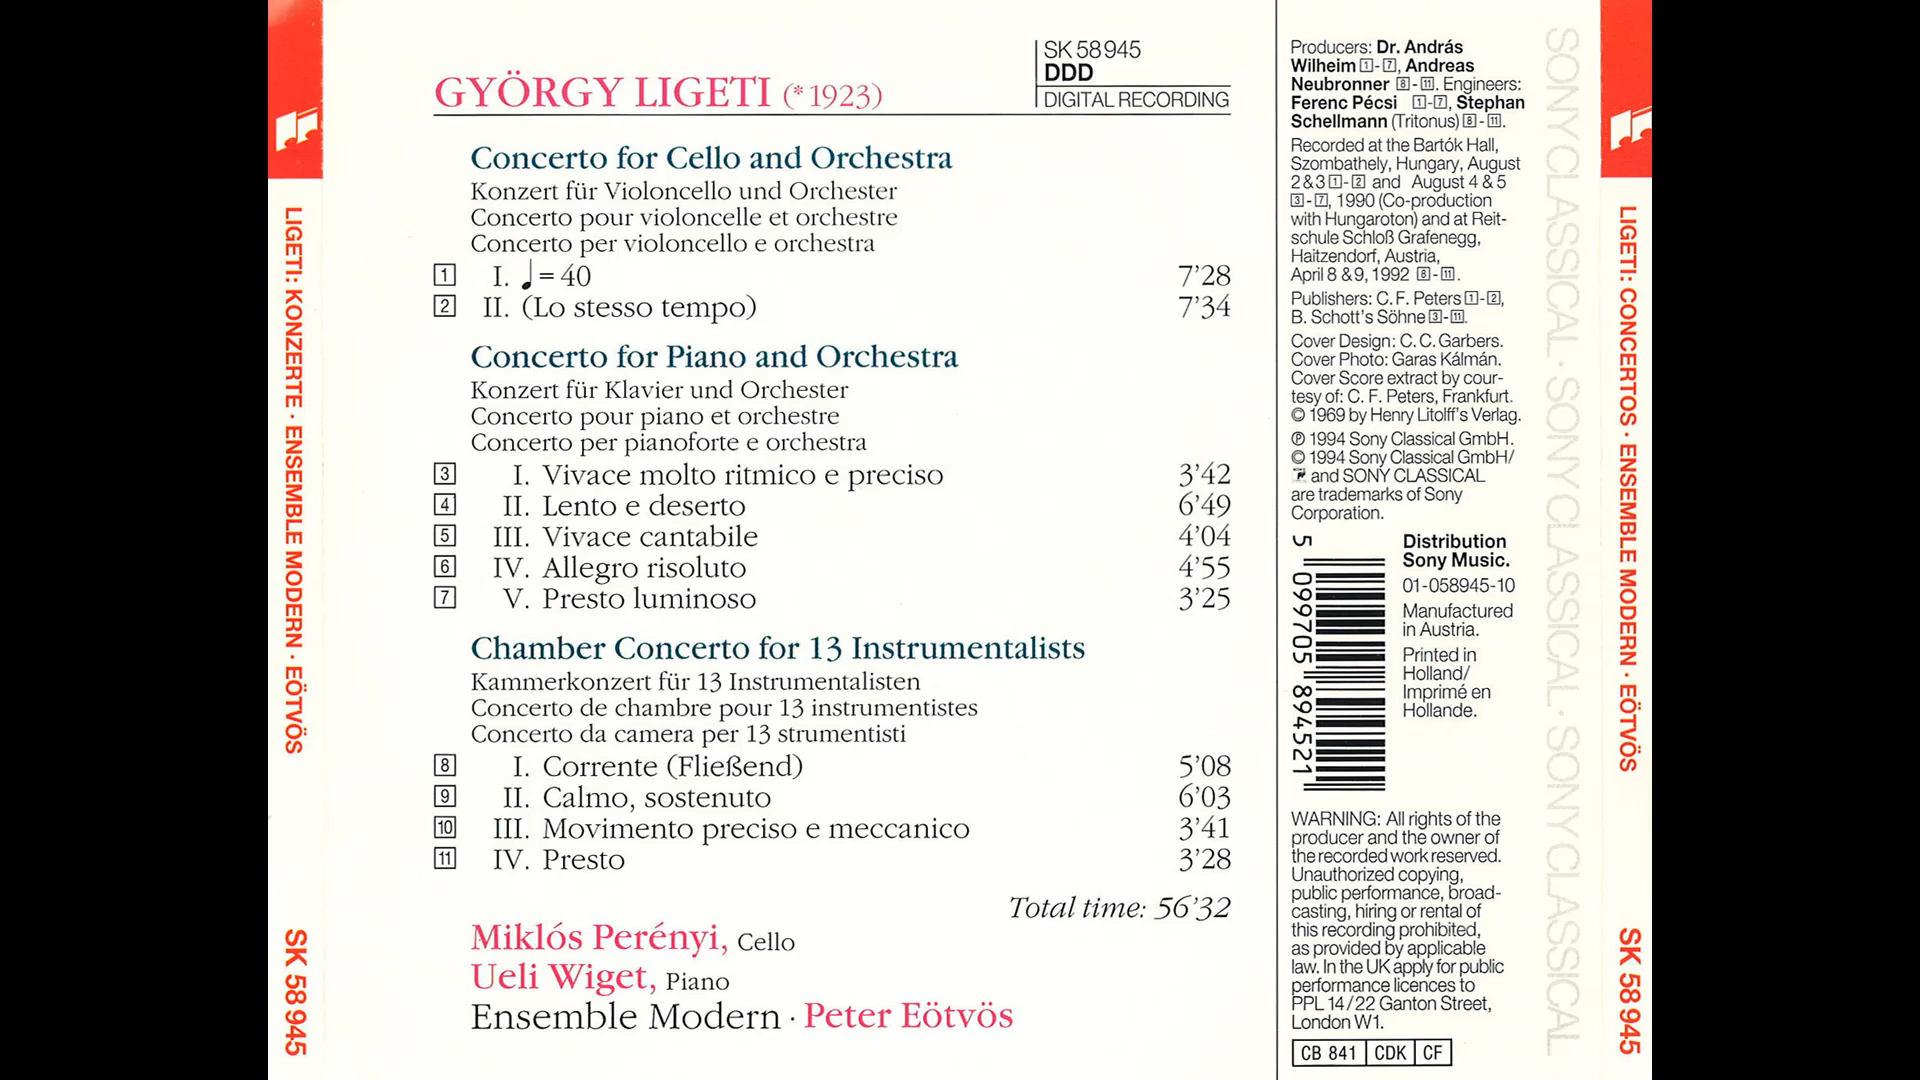 GYÖRGY LIGETI (*1923)
SK 58 945
DDD
DIGITAL RECORDING
Concerto for Cello and Orchestra
Konzert für Violoncello und Orchester
Concerto pour violoncelle et orchestre
Concerto per violoncello e orchestra
1 I. ♩=40 7’28
2 II. (Lo stesso tempo) 7’34
Concerto for Piano and Orchestra
Konzert für Klavier und Orchester
Concerto pour piano et orchestre
Concerto per pianoforte e orchestra
3 I. Vivace molto ritmico e preciso 3’42
4 II. Lento e deserto 6’49
5 III. Vivace cantabile 4’04
6 IV. Allegro risoluto 4’55
7 V. Presto luminoso 3’25
Chamber Concerto for 13 Instrumentalists
Kammerkonzert für 13 Instrumentalisten
Concerto de chambre pour 13 instrumentistes
Concerto da camera per 13 strumentisti
8 I. Corrente (Fließend) 5’08
9 II. Calmo, sostenuto 6’03
10 III. Movimento preciso e meccanico 3’41
11 IV. Presto 3’28
Total time: 56’32
Miklós Perényi, Cello
Ueli Wiget, Piano
Ensemble Modern · Peter Eötvös
Producers: Dr. András
Wilheim 1-7, Andreas
Neubronner 8-11. Engineers:
Ferenc Pécsi 1-7, Stephan
Schellmann (Tritonus) 8-11.
Recorded at the Bartók Hall,
Szombathely, Hungary, August
2&3 1-2 and August 4&5
3-7, 1990 (Co-production
with Hungaroton) and at Reit-
schule Schloß Grafenegg,
Haitzendorf, Austria,
April 8&9, 1992 8-11.
Publishers: C.F. Peters 1-2,
B. Schott’s Söhne 3-11.
Cover Design: C.C. Garbers.
Cover Photo: Garas Kálmán.
Cover Score extract by cour-
tesy of: C.F. Peters, Frankfurt.
© 1969 by Henry Litolff’s Verlag.
℗ 1994 Sony Classical GmbH.
© 1994 Sony Classical GmbH/
and SONY CLASSICAL
are trademarks of Sony
Corporation.
5 099705 894521
Distribution
Sony Music.
01-058945-10
Manufactured
in Austria.
Printed in
Holland/
Imprimé en
Hollande.
WARNING: All rights of the
producer and the owner of
the recorded work reserved.
Unauthorized copying,
public performance, broad-
casting, hiring or rental of
this recording prohibited,
as provided by applicable
law. In the UK apply for public
performance licences to
PPL 14/22 Ganton Street,
London W1.
CB 841 CDK CF
SONY CLASSICAL · SONY CLASSICAL · SONY CLASSICAL
LIGETI: KONZERTE · ENSEMBLE MODERN · EÖTVÖS
SK 58 945
LIGETI: CONCERTOS · ENSEMBLE MODERN · EÖTVÖS
SK 58 945